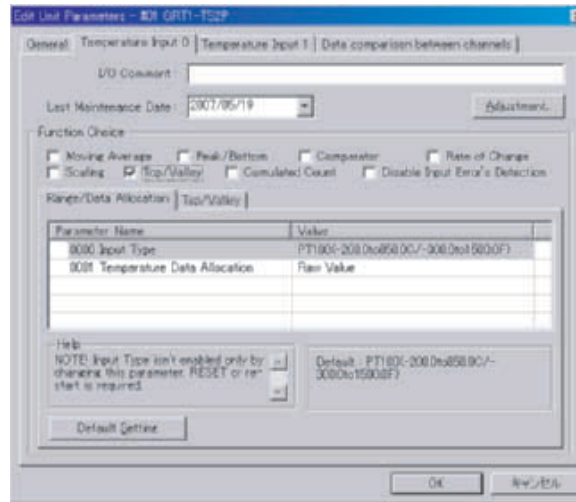 Edit Unit Parameters - #01 GRT1-TS2P
General
Temperature Input 0
Temperature Input 1
Data comparison between channels
I/O Comment :
Last Maintenance Date : 2007/05/19
Adjustment..
Function Choice
Moving Average
Peak/Bottom
Comparator
Rate of Change
Scaling
Top/Valley
Cumulated Count
Disable Input Error's Detection
Range/Data Allocation
Top/Valley
Parameter Name
Value
0080 Input Type
PT100(-200.0to850.0C/-300.0to1500.0F)
0081 Temperature Data Allocation
Raw Value
Help
NOTE! Input Type isn't enabled only by
changing this parameter. RESET or re-
start is required.
Default : PT100(-200.0to850.0C/-
300.0to1500.0F)
Default Setting
OK
キャンセル